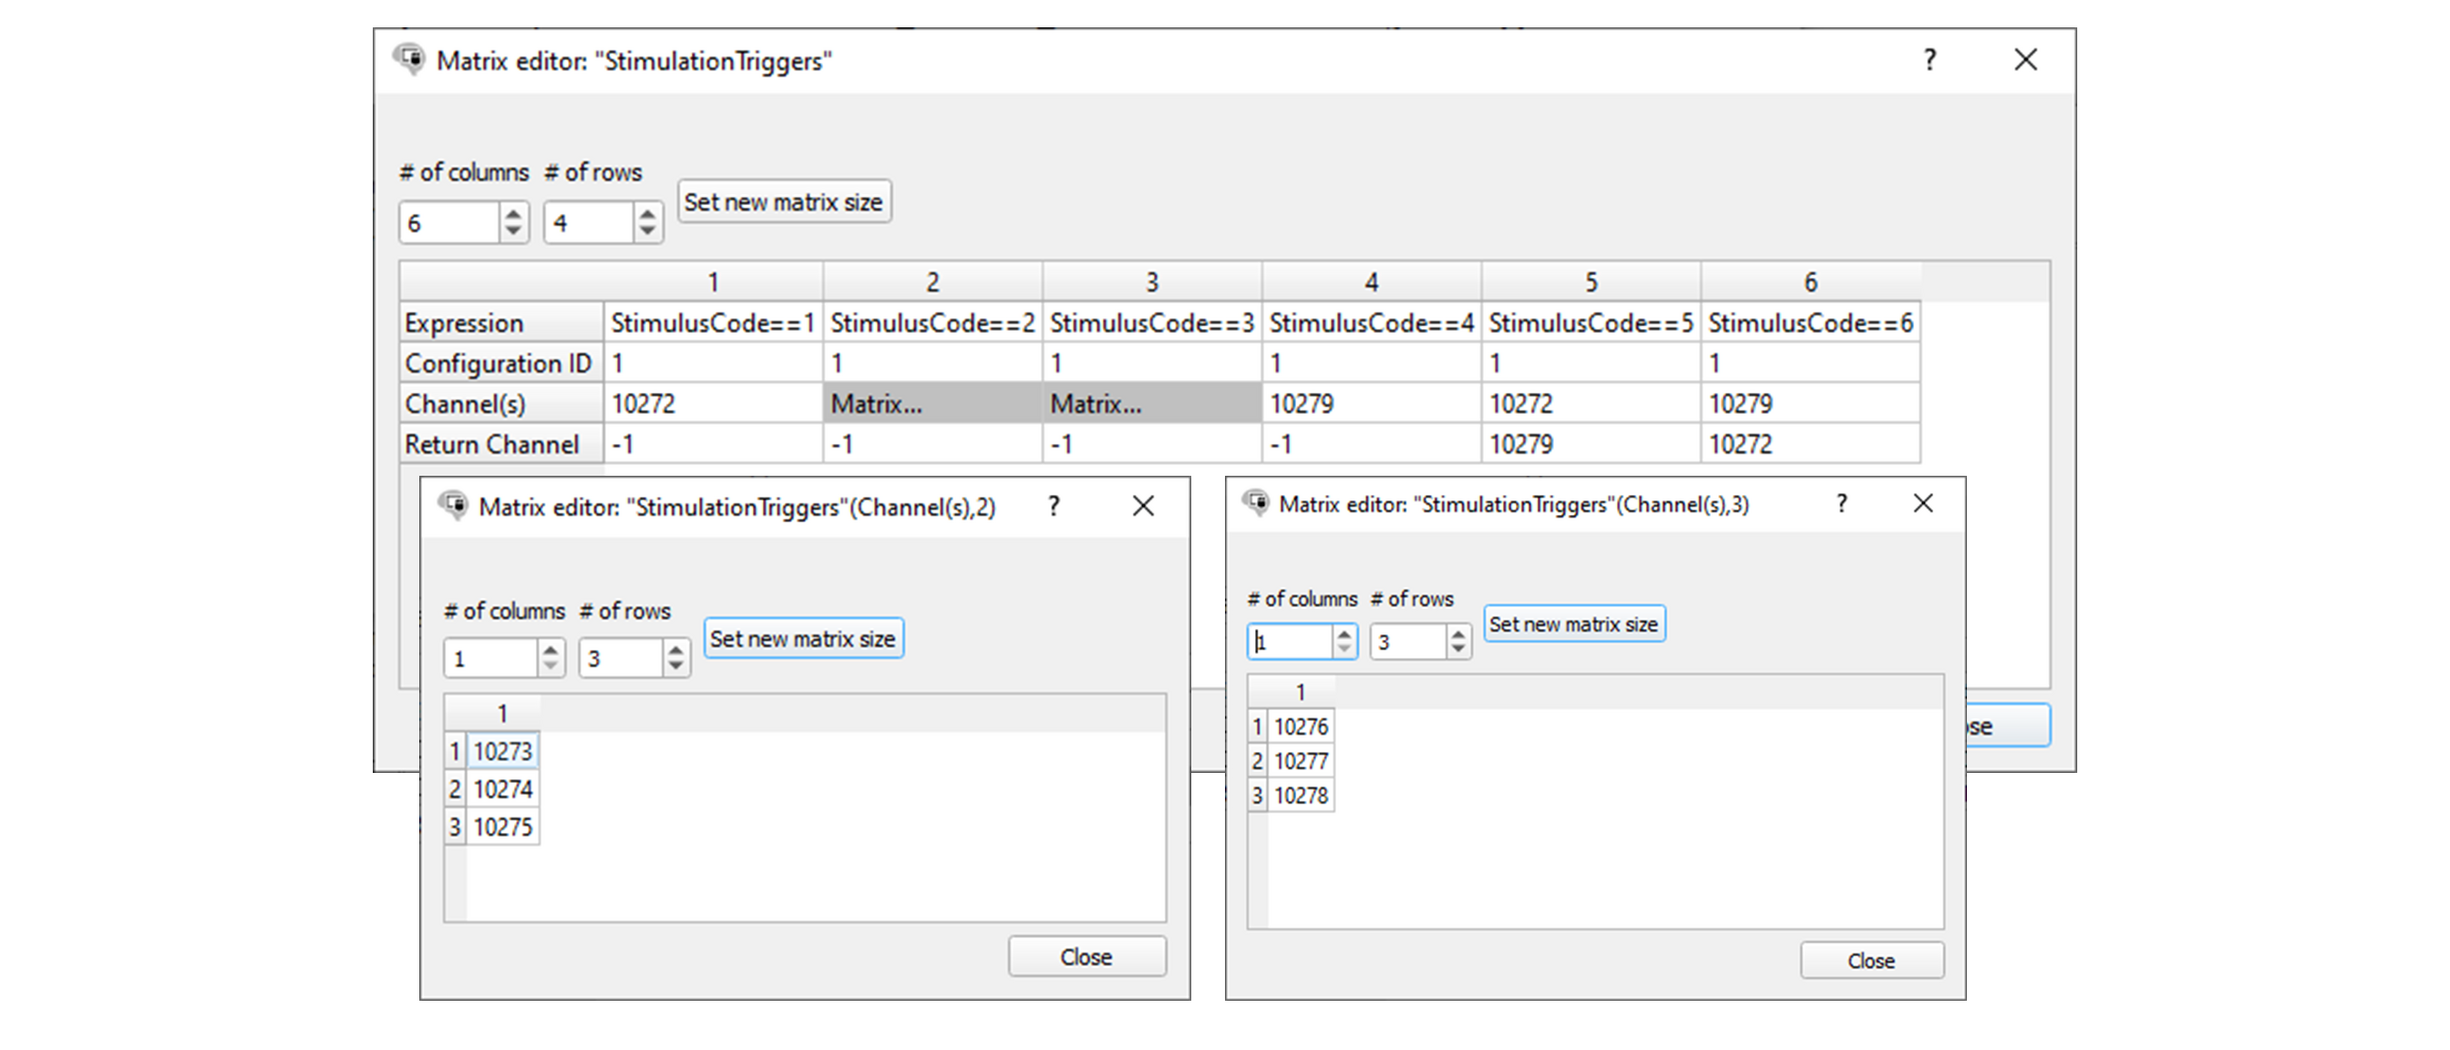 Matrix editor: "StimulationTriggers" ?
# of columns # of rows
6 4 Set new matrix size
1 2 3 4 5 6
Expression StimulusCode==1 StimulusCode==2 StimulusCode==3 StimulusCode==4 StimulusCode==5 StimulusCode==6
Configuration ID 1 1 1 1 1 1
Channel(s) 10272 Matrix... Matrix... 10279 10272 10279
Return Channel -1 -1 -1 -1 10279 10272
Matrix editor: "StimulationTriggers"(Channel(s),2) ?
# of columns # of rows
1 3 Set new matrix size
1
1 10273
2 10274
3 10275
Close
Matrix editor: "StimulationTriggers"(Channel(s),3) ?
# of columns # of rows
1 3 Set new matrix size
1
1 10276
2 10277
3 10278
Close